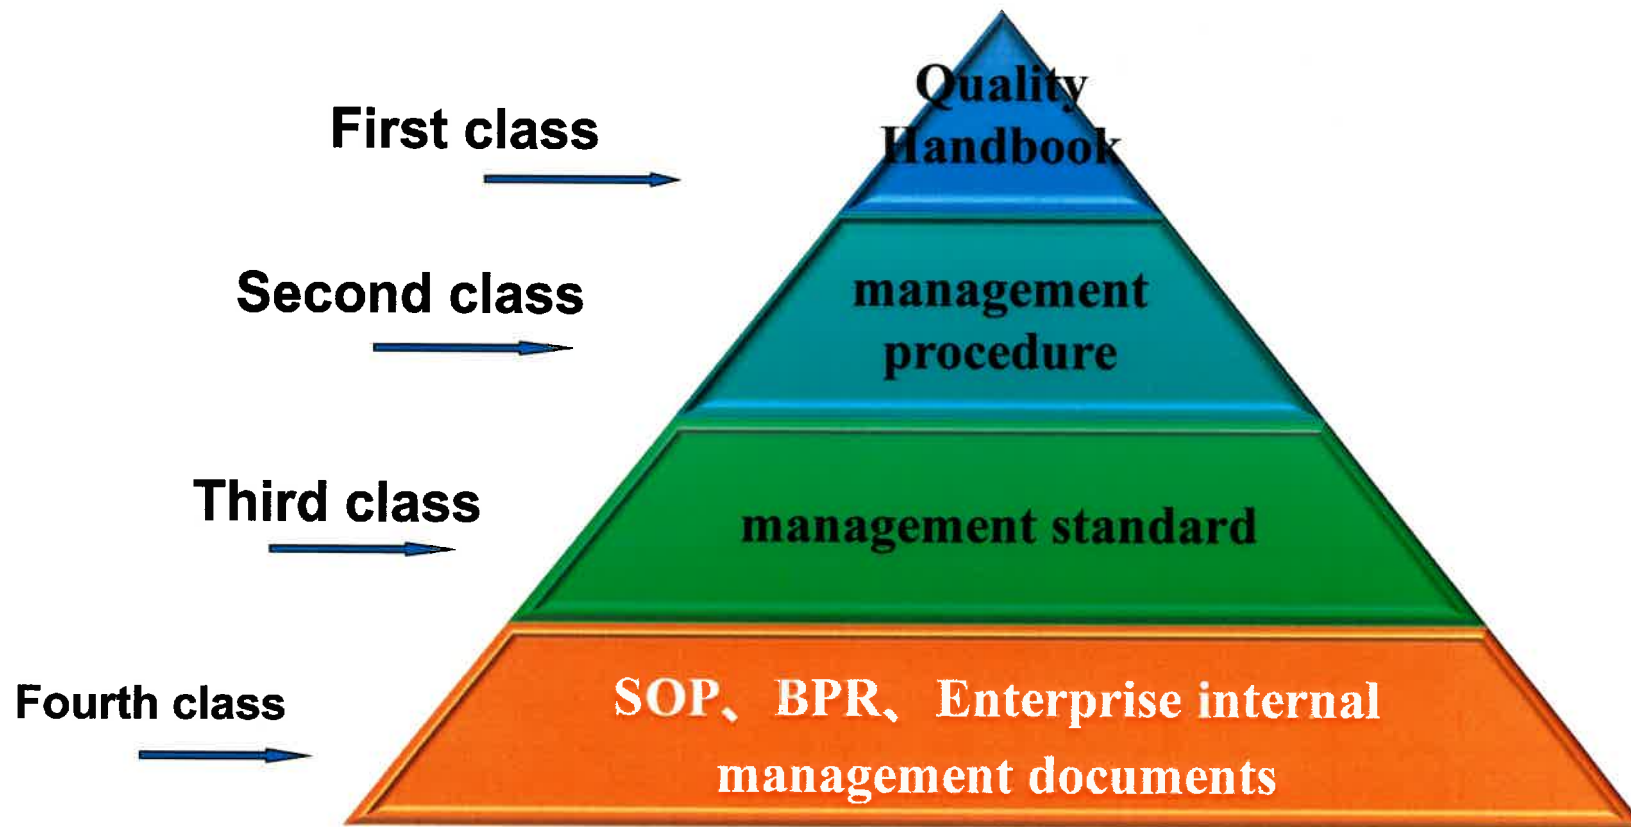 Quality
Handbook
First class
management
procedure
Second class
management standard
Third class
SOP、BPR、Enterprise internal
management documents
Fourth class